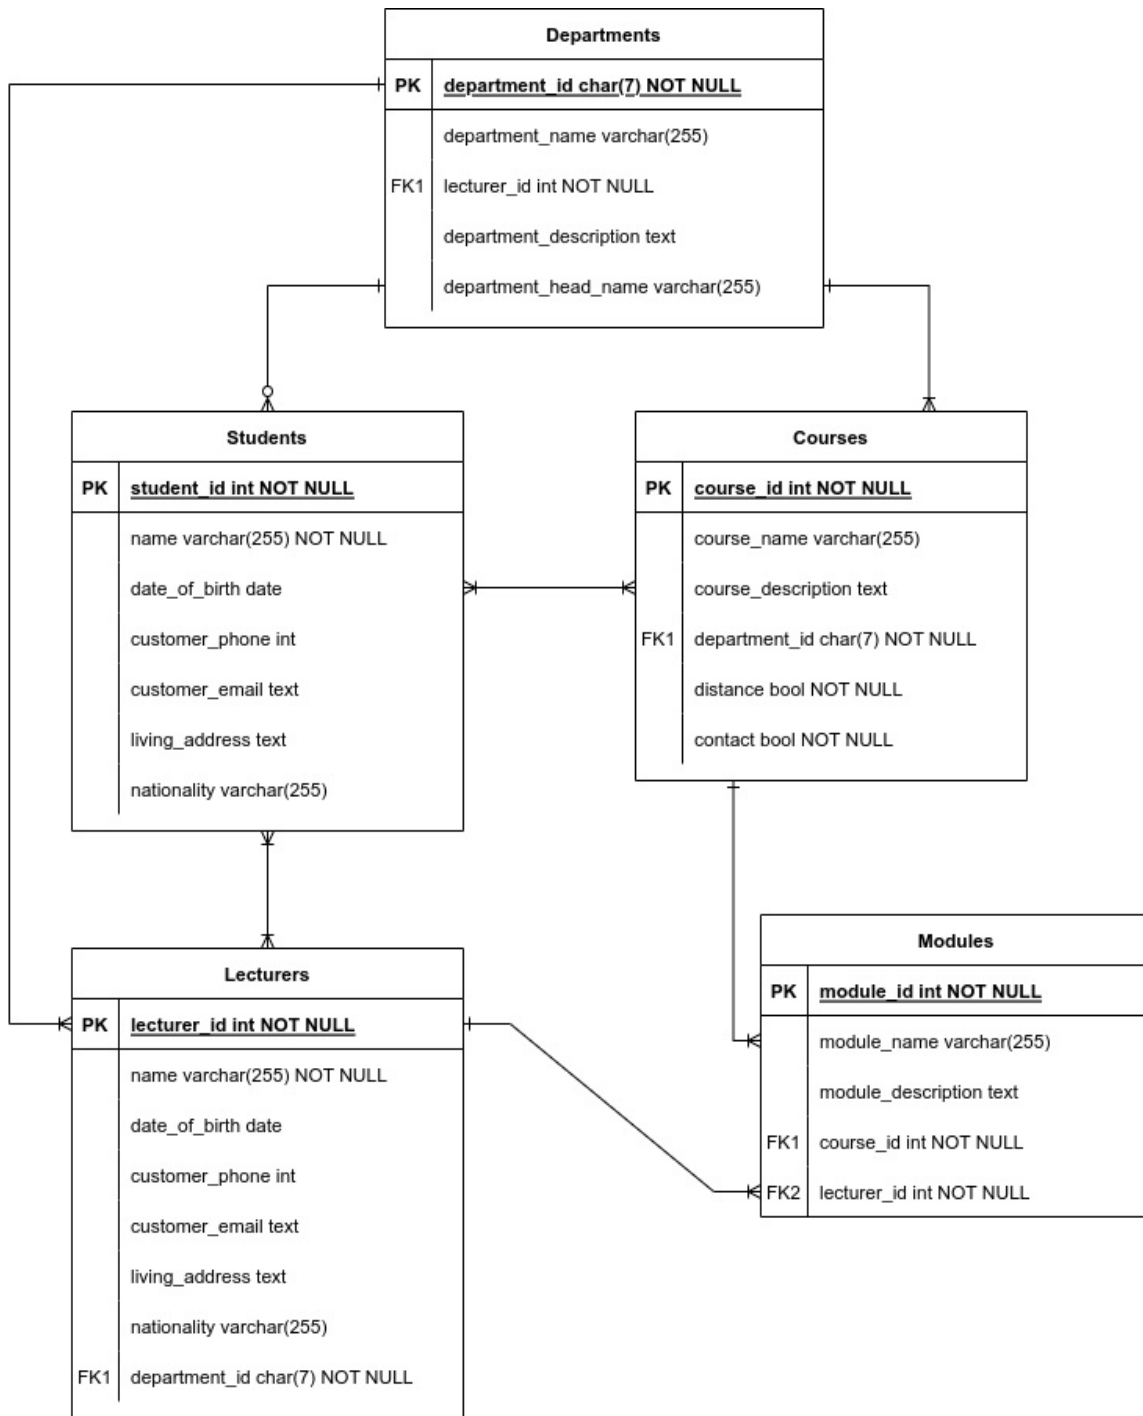 Departments
PK department_id char(7) NOT NULL
department_name varchar(255)
FK1 lecturer_id int NOT NULL
department_description text
department_head_name varchar(255)
Students
PK student_id int NOT NULL
name varchar(255) NOT NULL
date_of_birth date
customer_phone int
customer_email text
living_address text
nationality varchar(255)
Courses
PK course_id int NOT NULL
course_name varchar(255)
course_description text
FK1 department_id char(7) NOT NULL
distance bool NOT NULL
contact bool NOT NULL
Lecturers
PK lecturer_id int NOT NULL
name varchar(255) NOT NULL
date_of_birth date
customer_phone int
customer_email text
living_address text
nationality varchar(255)
FK1 department_id char(7) NOT NULL
Modules
PK module_id int NOT NULL
module_name varchar(255)
module_description text
FK1 course_id int NOT NULL
FK2 lecturer_id int NOT NULL